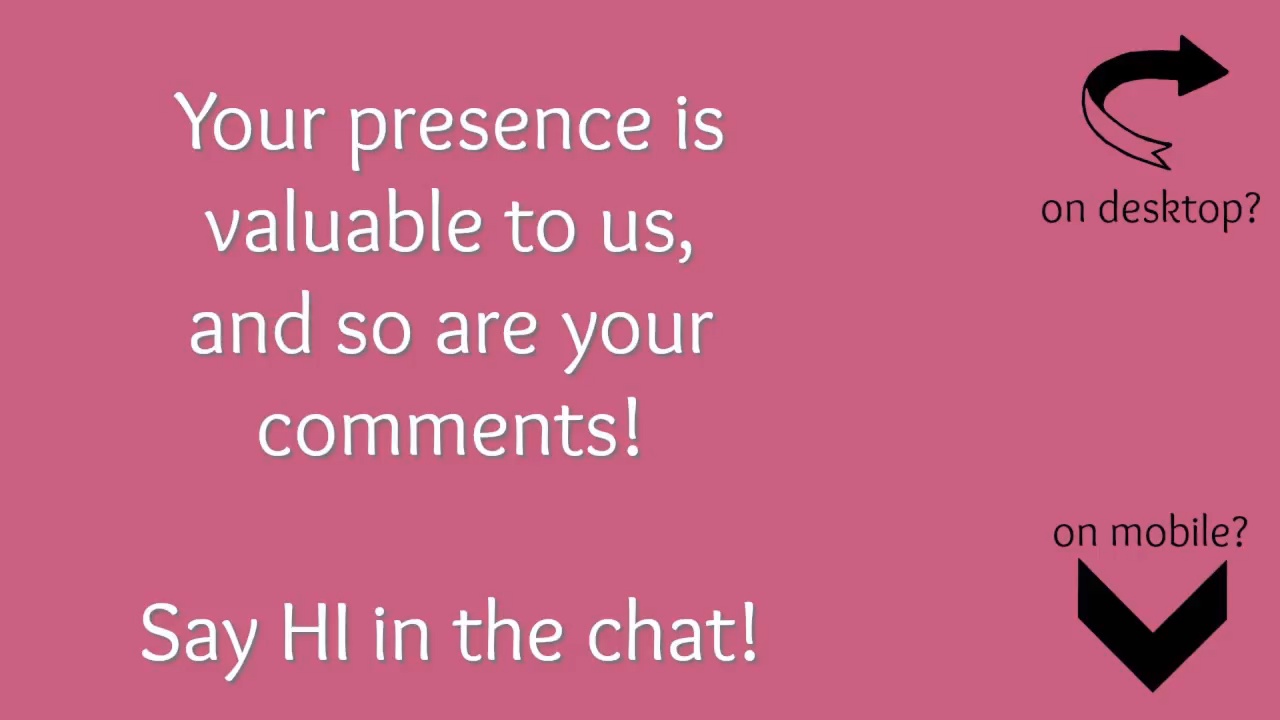 Your presence is
valuable to us,
and so are your
comments!
Say HI in the chat!
on desktop?
on mobile?